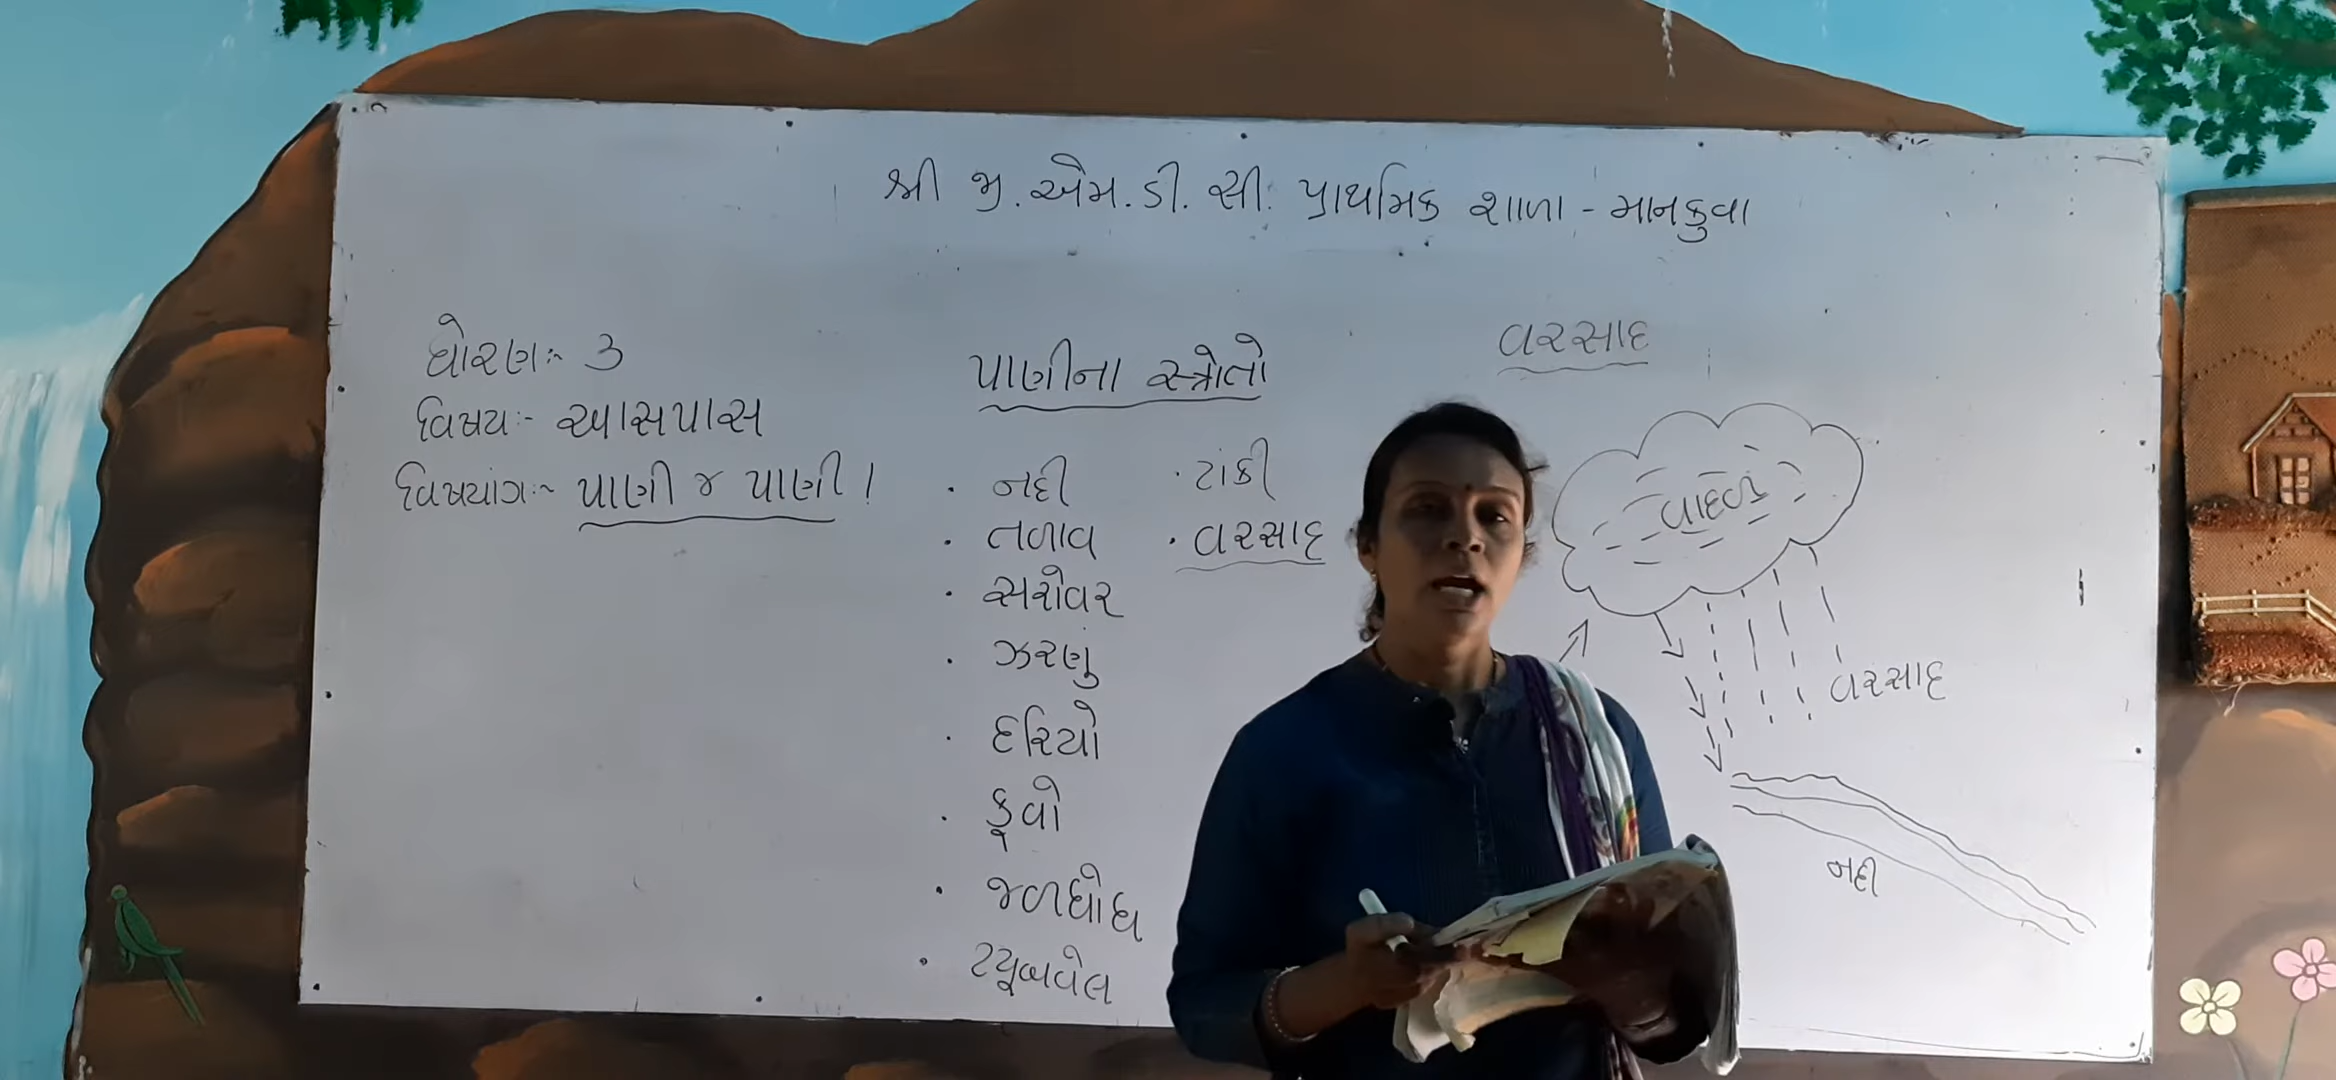 શ્રી જી. એમ. ડી. સી. પ્રાથમિક શાળા - માનકુવા
ધોરણ :- 3
વિષય :- આસપાસ
વિષયાંગ :- પાણી જ પાણી !
પાણીના સ્ત્રોતો
· નદી
· તળાવ
· સરોવર
· ઝરણું
· દરિયો
· કૂવો
· જળધોધ
· ટ્યૂબવેલ
· ટાંકી
· વરસાદ
વરસાદ
વાદળ
વરસાદ
નદી